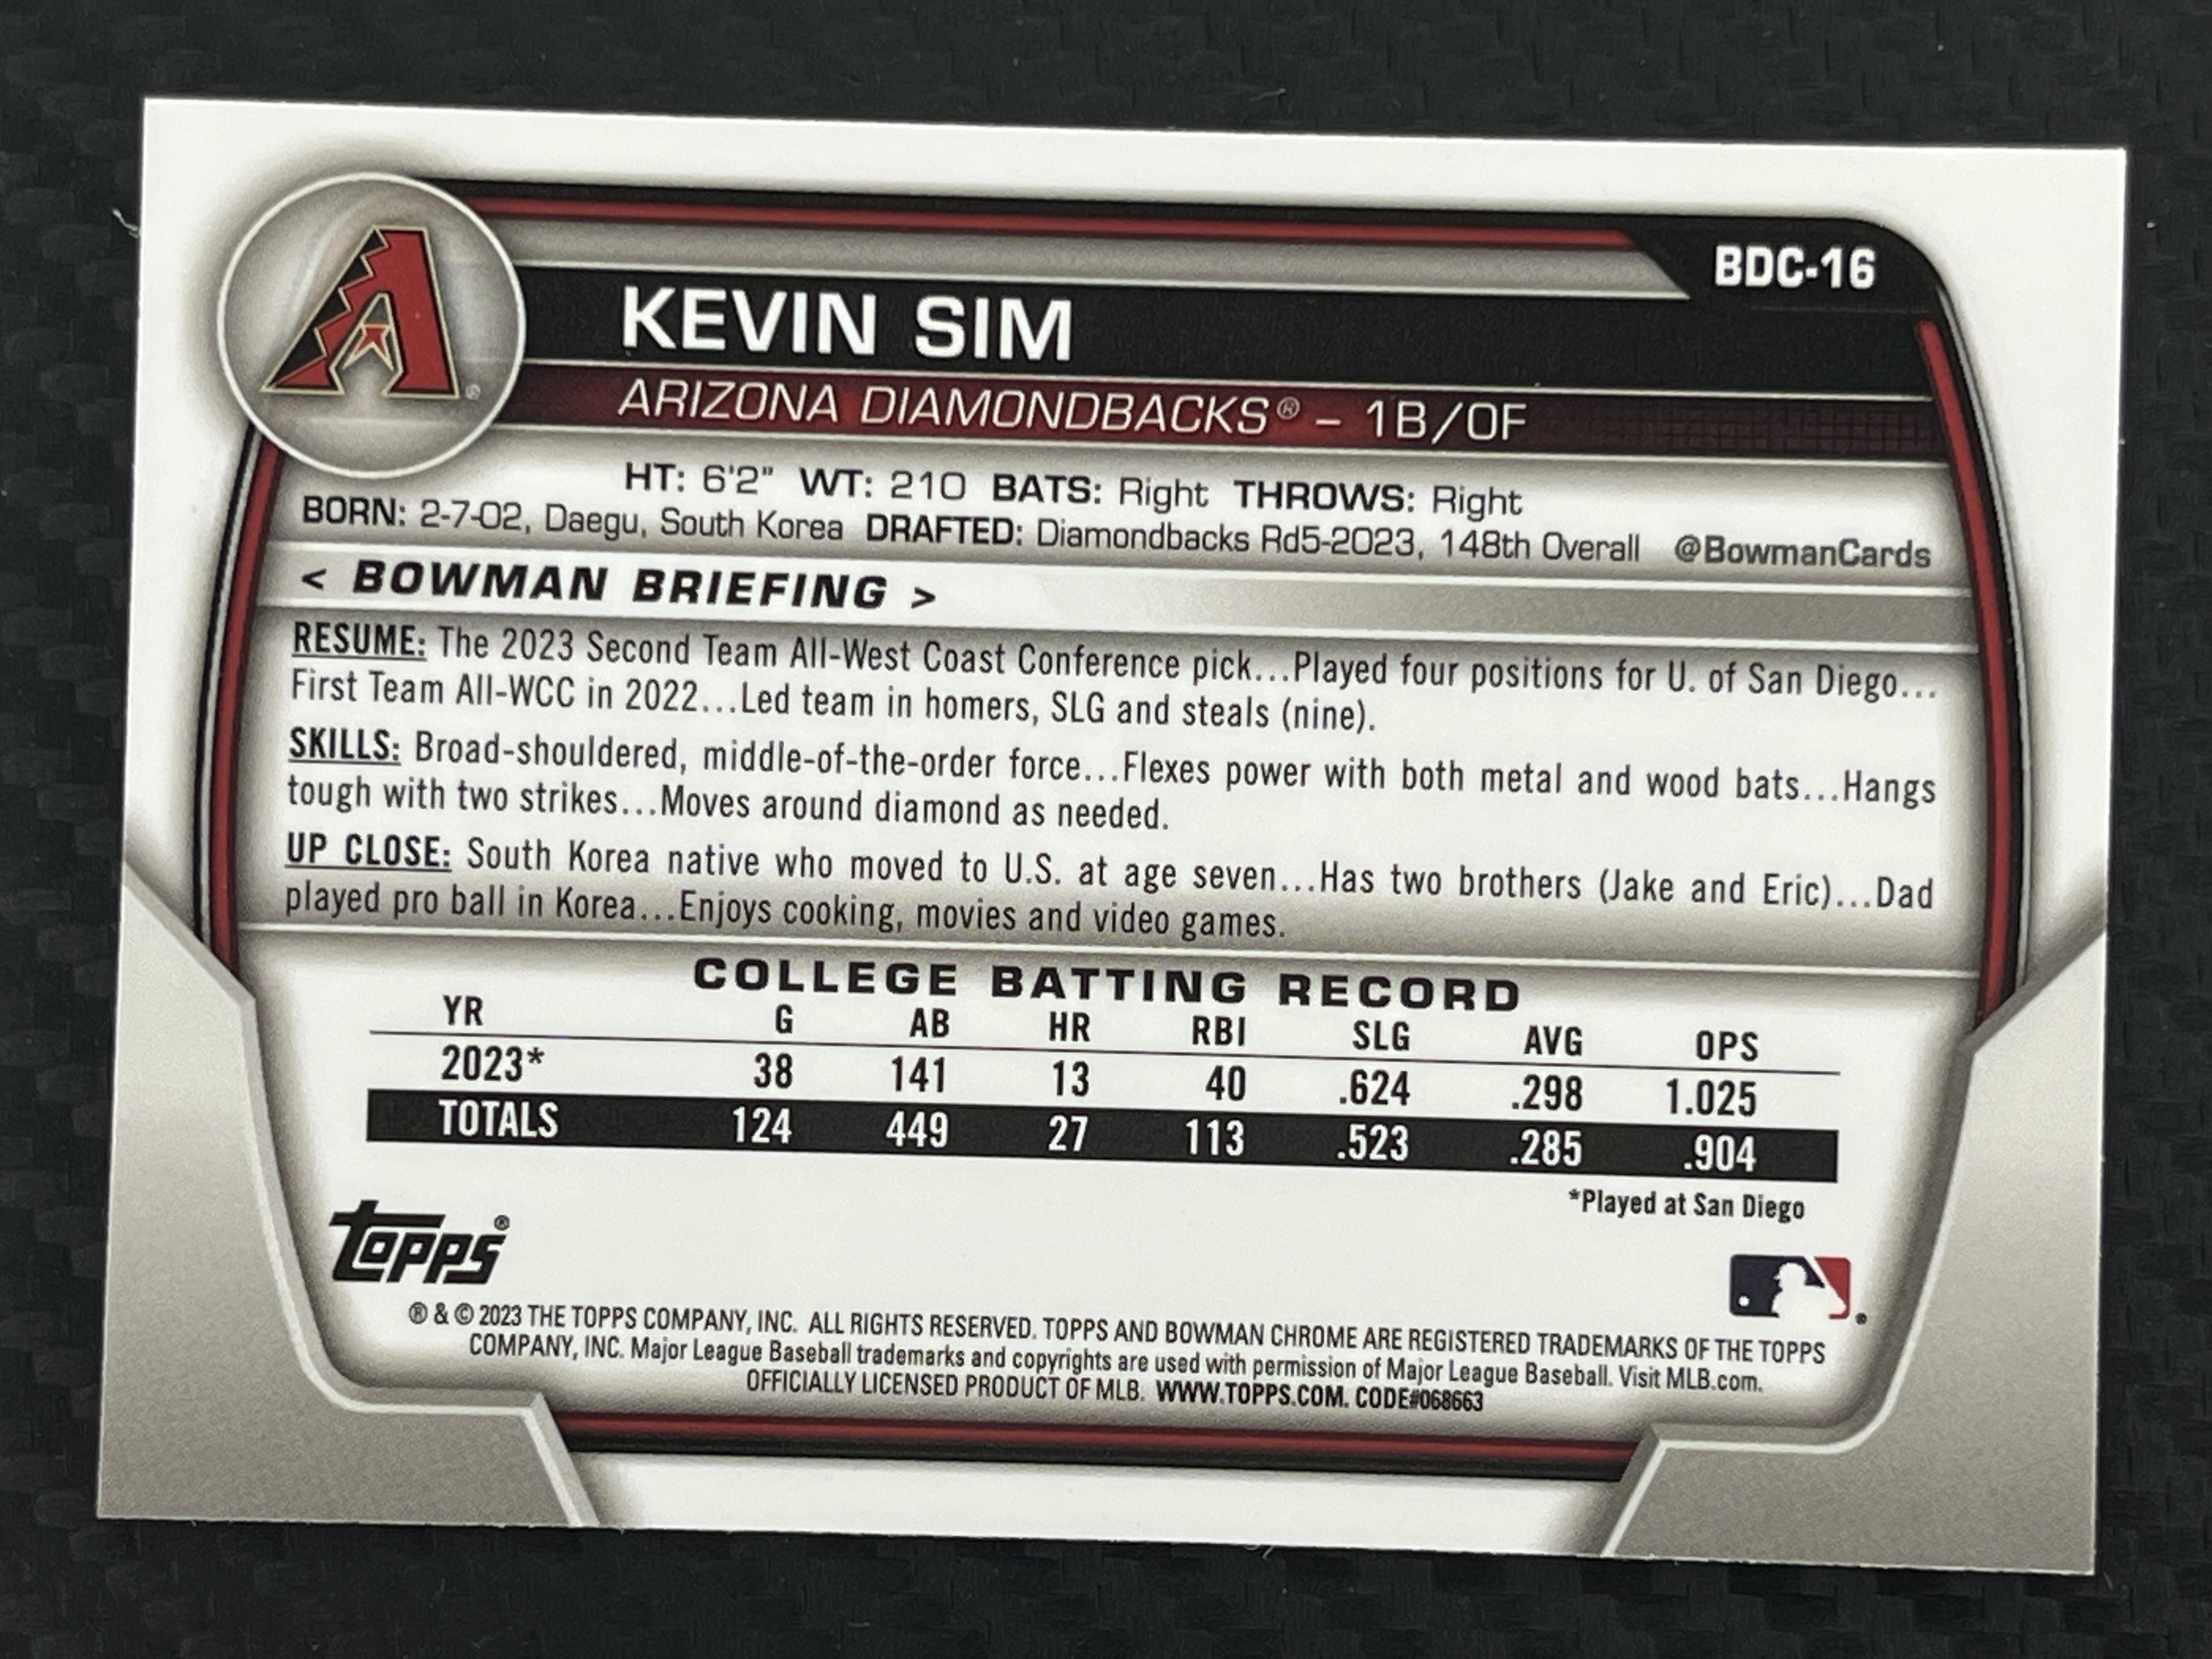 BDC-16
KEVIN SIM
ARIZONA DIAMONDBACKS® – 1B/OF
HT: 6'2" WT: 210 BATS: Right THROWS: Right
BORN: 2-7-02, Daegu, South Korea DRAFTED: Diamondbacks Rd5-2023, 148th Overall @BowmanCards
< BOWMAN BRIEFING >
RESUME: The 2023 Second Team All-West Coast Conference pick...Played four positions for U. of San Diego...
First Team All-WCC in 2022...Led team in homers, SLG and steals (nine).
SKILLS: Broad-shouldered, middle-of-the-order force...Flexes power with both metal and wood bats...Hangs
tough with two strikes...Moves around diamond as needed.
UP CLOSE: South Korea native who moved to U.S. at age seven...Has two brothers (Jake and Eric)...Dad
played pro ball in Korea...Enjoys cooking, movies and video games.
COLLEGE BATTING RECORD
YR G AB HR RBI SLG AVG OPS
2023* 38 141 13 40 .624 .298 1.025
TOTALS 124 449 27 113 .523 .285 .904
*Played at San Diego
topps®
® & © 2023 THE TOPPS COMPANY, INC. ALL RIGHTS RESERVED. TOPPS AND BOWMAN CHROME ARE REGISTERED TRADEMARKS OF THE TOPPS
COMPANY, INC. Major League Baseball trademarks and copyrights are used with permission of Major League Baseball. Visit MLB.com.
OFFICIALLY LICENSED PRODUCT OF MLB. WWW.TOPPS.COM. CODE#068663